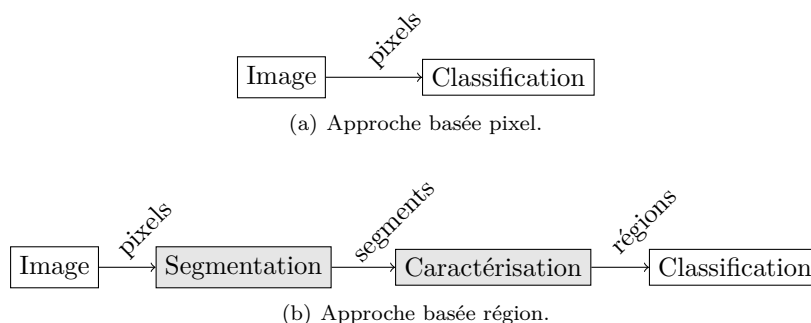 pixels
Image Classification
(a) Approche basée pixel.
pixels segments régions
Image Segmentation Caractérisation Classification
(b) Approche basée région.